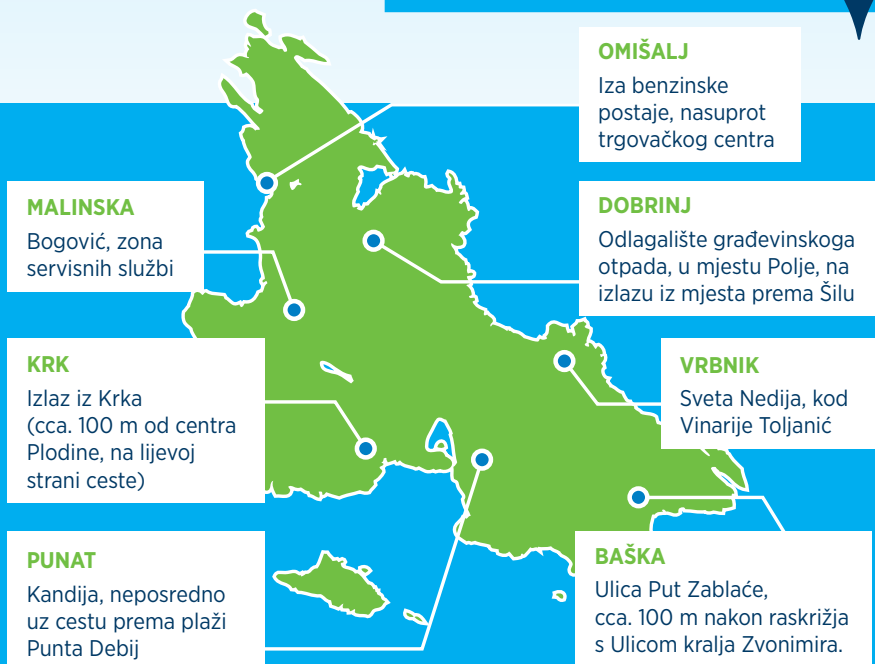 OMIŠALJ
Iza benzinske
postaje, nasuprot
trgovačkog centra
MALINSKA
Bogović, zona
servisnih službi
DOBRINJ
Odlagalište građevinskoga
otpada, u mjestu Polje, na
izlazu iz mjesta prema Šilu
KRK
Izlaz iz Krka
(cca. 100 m od centra
Plodine, na lijevoj
strani ceste)
VRBNIK
Sveta Nedija, kod
Vinarije Toljanić
PUNAT
Kandija, neposredno
uz cestu prema plaži
Punta Debij
BAŠKA
Ulica Put Zablaće,
cca. 100 m nakon raskrižja
s Ulicom kralja Zvonimira.